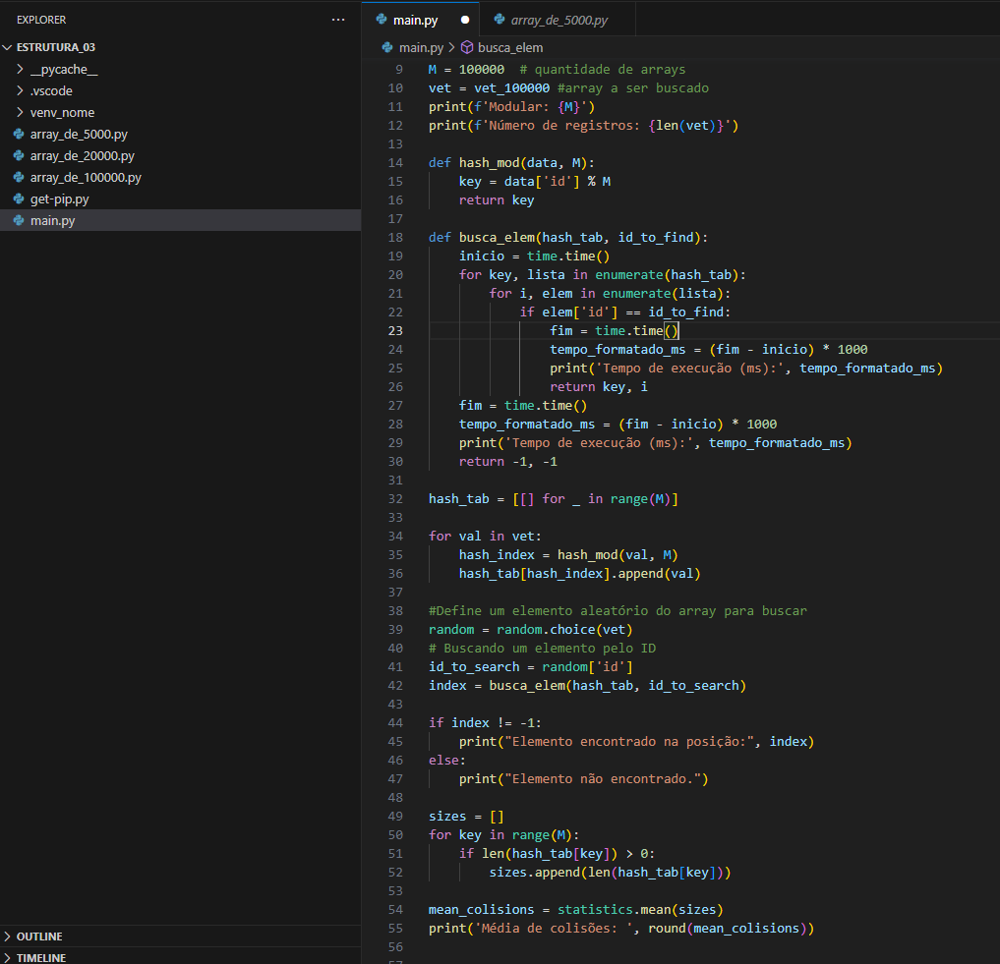 EXPLORER
ESTRUTURA_03
__pycache__
.vscode
venv_nome
array_de_5000.py
array_de_20000.py
array_de_100000.py
get-pip.py
main.py
OUTLINE
TIMELINE
main.py array_de_5000.py
main.py > busca_elem
9 M = 100000  # quantidade de arrays
10 vet = vet_100000 #array a ser buscado
11 print(f'Modular: {M}')
12 print(f'Número de registros: {len(vet)}')
13
14 def hash_mod(data, M):
15     key = data['id'] % M
16     return key
17
18 def busca_elem(hash_tab, id_to_find):
19     inicio = time.time()
20     for key, lista in enumerate(hash_tab):
21         for i, elem in enumerate(lista):
22             if elem['id'] == id_to_find:
23                 fim = time.time()
24                 tempo_formatado_ms = (fim - inicio) * 1000
25                 print('Tempo de execução (ms):', tempo_formatado_ms)
26                 return key, i
27     fim = time.time()
28     tempo_formatado_ms = (fim - inicio) * 1000
29     print('Tempo de execução (ms):', tempo_formatado_ms)
30     return -1, -1
31
32 hash_tab = [[] for _ in range(M)]
33
34 for val in vet:
35     hash_index = hash_mod(val, M)
36     hash_tab[hash_index].append(val)
37
38 #Define um elemento aleatório do array para buscar
39 random = random.choice(vet)
40 # Buscando um elemento pelo ID
41 id_to_search = random['id']
42 index = busca_elem(hash_tab, id_to_search)
43
44 if index != -1:
45     print("Elemento encontrado na posição:", index)
46 else:
47     print("Elemento não encontrado.")
48
49 sizes = []
50 for key in range(M):
51     if len(hash_tab[key]) > 0:
52         sizes.append(len(hash_tab[key]))
53
54 mean_colisions = statistics.mean(sizes)
55 print('Média de colisões: ', round(mean_colisions))
56